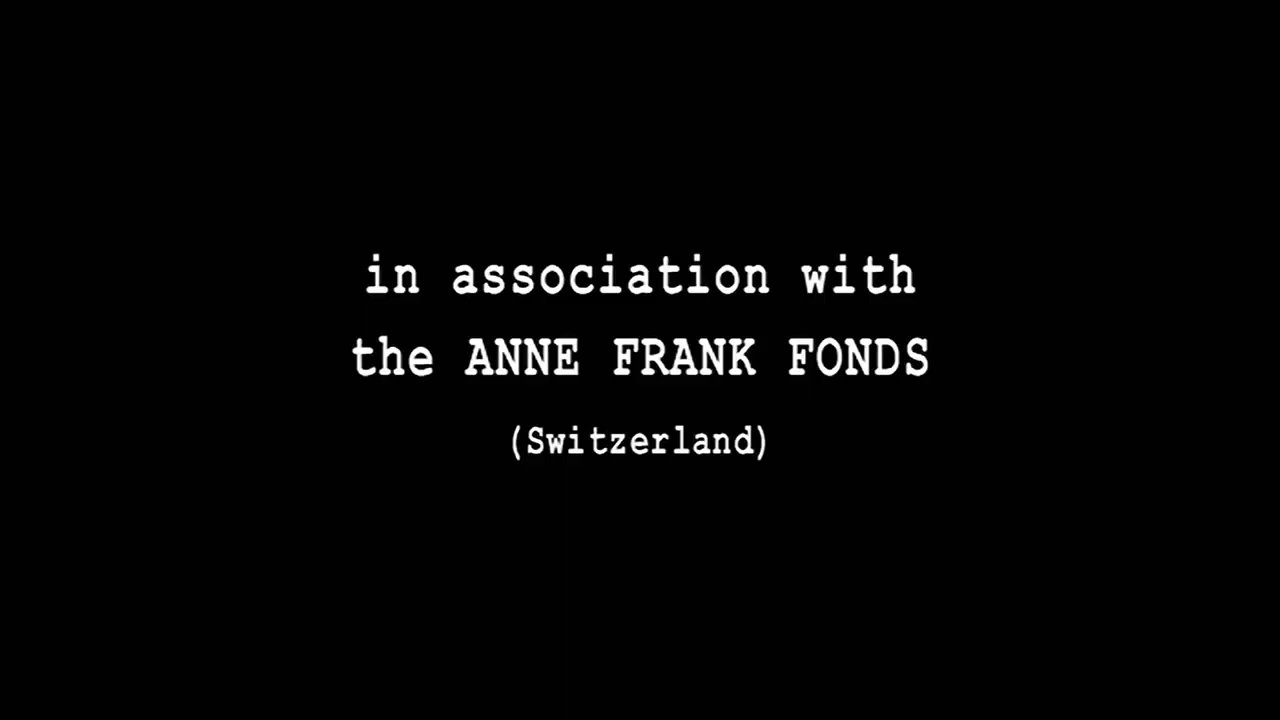 in association with
the ANNE FRANK FONDS
(Switzerland)